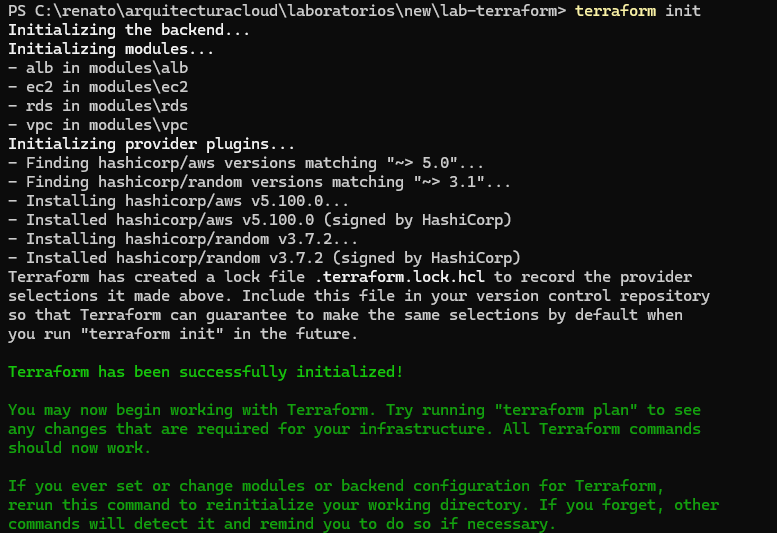 PS C:\renato\arquitecturacloud\laboratorios\new\lab-terraform> terraform init
Initializing the backend...
Initializing modules...
- alb in modules\alb
- ec2 in modules\ec2
- rds in modules\rds
- vpc in modules\vpc
Initializing provider plugins...
- Finding hashicorp/aws versions matching "~> 5.0"...
- Finding hashicorp/random versions matching "~> 3.1"...
- Installing hashicorp/aws v5.100.0...
- Installed hashicorp/aws v5.100.0 (signed by HashiCorp)
- Installing hashicorp/random v3.7.2...
- Installed hashicorp/random v3.7.2 (signed by HashiCorp)
Terraform has created a lock file .terraform.lock.hcl to record the provider
selections it made above. Include this file in your version control repository
so that Terraform can guarantee to make the same selections by default when
you run "terraform init" in the future.
Terraform has been successfully initialized!
You may now begin working with Terraform. Try running "terraform plan" to see
any changes that are required for your infrastructure. All Terraform commands
should now work.
If you ever set or change modules or backend configuration for Terraform,
rerun this command to reinitialize your working directory. If you forget, other
commands will detect it and remind you to do so if necessary.